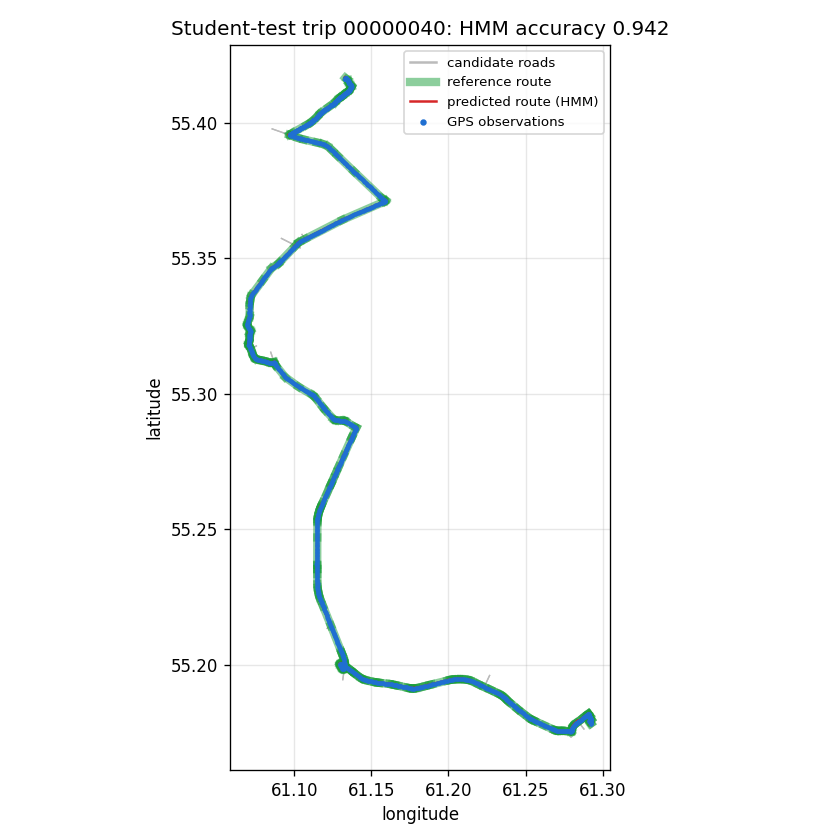 Student-test trip 00000040: HMM accuracy 0.942
candidate roads
reference route
predicted route (HMM)
GPS observations
55.40
55.35
55.30
55.25
55.20
latitude
61.10 61.15 61.20 61.25 61.30
longitude